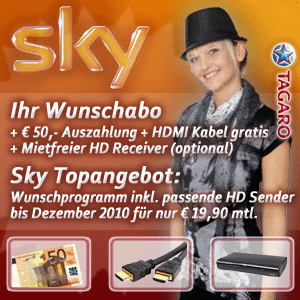 sky
TAGARO
Ihr Wunschabo
+ € 50,- Auszahlung + HDMI Kabel gratis
+ Mietfreier HD Receiver (optional)
Sky Topangebot:
Wunschprogramm inkl. passende HD Sender
bis Dezember 2010 für nur € 19,90 mtl.
50